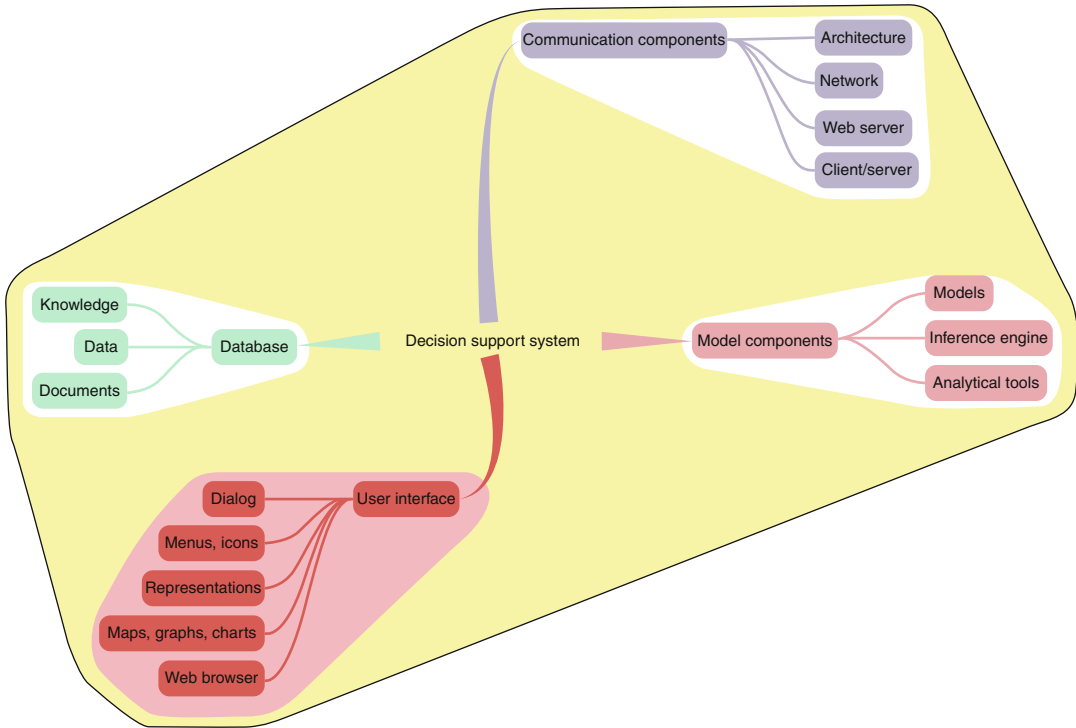 Communication components
Architecture
Network
Web server
Client/server
Knowledge
Data
Documents
Database
Decision support system
Model components
Models
Inference engine
Analytical tools
User interface
Dialog
Menus, icons
Representations
Maps, graphs, charts
Web browser